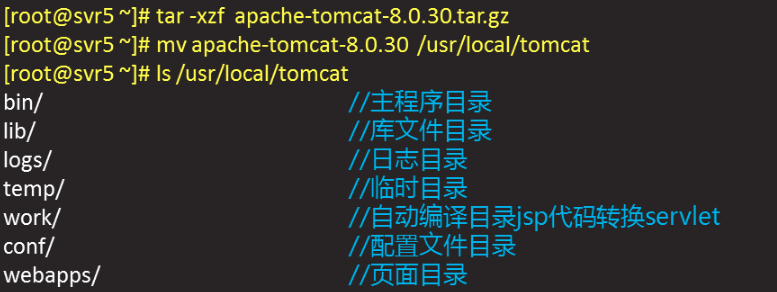 [root@svr5 ~]# tar -xzf  apache-tomcat-8.0.30.tar.gz
[root@svr5 ~]# mv apache-tomcat-8.0.30  /usr/local/tomcat
[root@svr5 ~]# ls /usr/local/tomcat
bin/ //主程序目录
lib/ //库文件目录
logs/ //日志目录
temp/ //临时目录
work/ //自动编译目录jsp代码转换servlet
conf/ //配置文件目录
webapps/ //页面目录